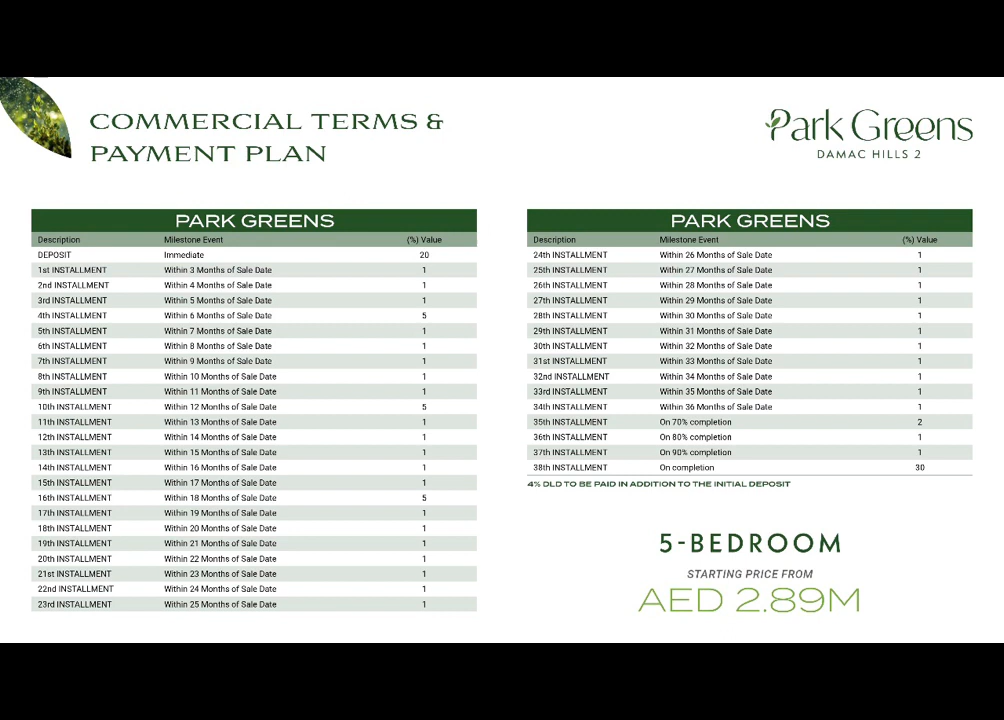 COMMERCIAL TERMS &
PAYMENT PLAN
Park Greens
DAMAC HILLS 2
PARK GREENS
Description Milestone Event (%) Value
DEPOSIT Immediate 20
1st INSTALLMENT Within 3 Months of Sale Date 1
2nd INSTALLMENT Within 4 Months of Sale Date 1
3rd INSTALLMENT Within 5 Months of Sale Date 1
4th INSTALLMENT Within 6 Months of Sale Date 5
5th INSTALLMENT Within 7 Months of Sale Date 1
6th INSTALLMENT Within 8 Months of Sale Date 1
7th INSTALLMENT Within 9 Months of Sale Date 1
8th INSTALLMENT Within 10 Months of Sale Date 1
9th INSTALLMENT Within 11 Months of Sale Date 1
10th INSTALLMENT Within 12 Months of Sale Date 5
11th INSTALLMENT Within 13 Months of Sale Date 1
12th INSTALLMENT Within 14 Months of Sale Date 1
13th INSTALLMENT Within 15 Months of Sale Date 1
14th INSTALLMENT Within 16 Months of Sale Date 1
15th INSTALLMENT Within 17 Months of Sale Date 1
16th INSTALLMENT Within 18 Months of Sale Date 5
17th INSTALLMENT Within 19 Months of Sale Date 1
18th INSTALLMENT Within 20 Months of Sale Date 1
19th INSTALLMENT Within 21 Months of Sale Date 1
20th INSTALLMENT Within 22 Months of Sale Date 1
21st INSTALLMENT Within 23 Months of Sale Date 1
22nd INSTALLMENT Within 24 Months of Sale Date 1
23rd INSTALLMENT Within 25 Months of Sale Date 1
PARK GREENS
Description Milestone Event (%) Value
24th INSTALLMENT Within 26 Months of Sale Date 1
25th INSTALLMENT Within 27 Months of Sale Date 1
26th INSTALLMENT Within 28 Months of Sale Date 1
27th INSTALLMENT Within 29 Months of Sale Date 1
28th INSTALLMENT Within 30 Months of Sale Date 1
29th INSTALLMENT Within 31 Months of Sale Date 1
30th INSTALLMENT Within 32 Months of Sale Date 1
31st INSTALLMENT Within 33 Months of Sale Date 1
32nd INSTALLMENT Within 34 Months of Sale Date 1
33rd INSTALLMENT Within 35 Months of Sale Date 1
34th INSTALLMENT Within 36 Months of Sale Date 1
35th INSTALLMENT On 70% completion 2
36th INSTALLMENT On 80% completion 1
37th INSTALLMENT On 90% completion 1
38th INSTALLMENT On completion 30
4% DLD TO BE PAID IN ADDITION TO THE INITIAL DEPOSIT
5-BEDROOM
STARTING PRICE FROM
AED 2.89M